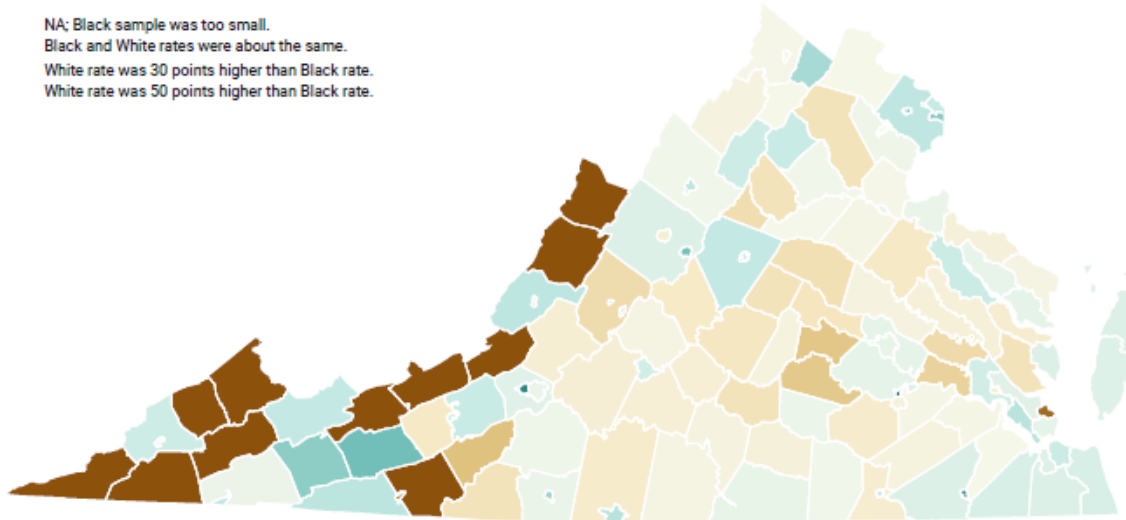 NA; Black sample was too small.
Black and White rates were about the same.
White rate was 30 points higher than Black rate.
White rate was 50 points higher than Black rate.